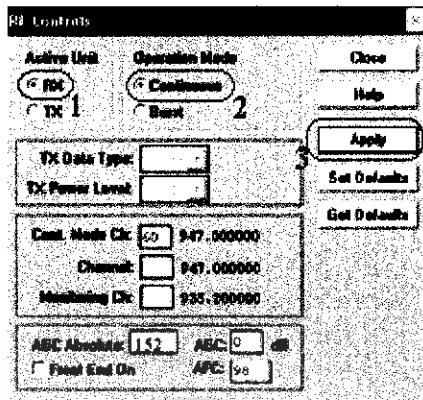 RF Controls
Active Unit
RX
TX
1
Operation Mode
Continuous
Burst
2
Close
Help
Apply
3
Set Defaults
Get Defaults
TX Data Type:
TX Power Level:
Cont. Mode Ch: 60 947.000000
Channel: 947.000000
Monitoring Ch: 935.200000
AGC Absolute: 152
AGC: 0 dB
Front End On
AFC: 98